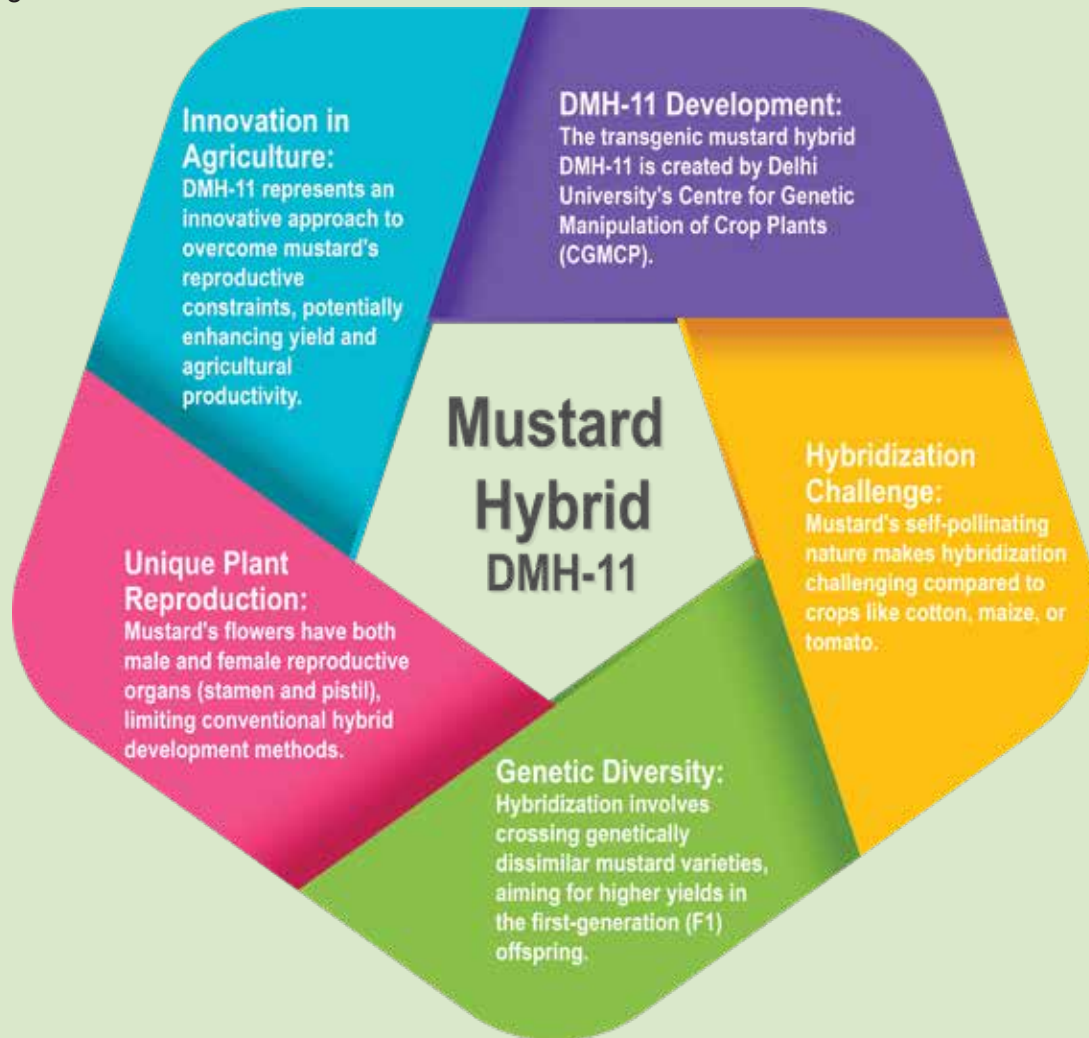 Innovation in
Agriculture:
DMH-11 represents an
innovative approach to
overcome mustard's
reproductive
constraints, potentially
enhancing yield and
agricultural
productivity.
DMH-11 Development:
The transgenic mustard hybrid
DMH-11 is created by Delhi
University's Centre for Genetic
Manipulation of Crop Plants
(CGMCP).
Mustard
Hybrid
DMH-11
Hybridization
Challenge:
Mustard's self-pollinating
nature makes hybridization
challenging compared to
crops like cotton, maize, or
tomato.
Unique Plant
Reproduction:
Mustard's flowers have both
male and female reproductive
organs (stamen and pistil),
limiting conventional hybrid
development methods.
Genetic Diversity:
Hybridization involves
crossing genetically
dissimilar mustard varieties,
aiming for higher yields in
the first-generation (F1)
offspring.